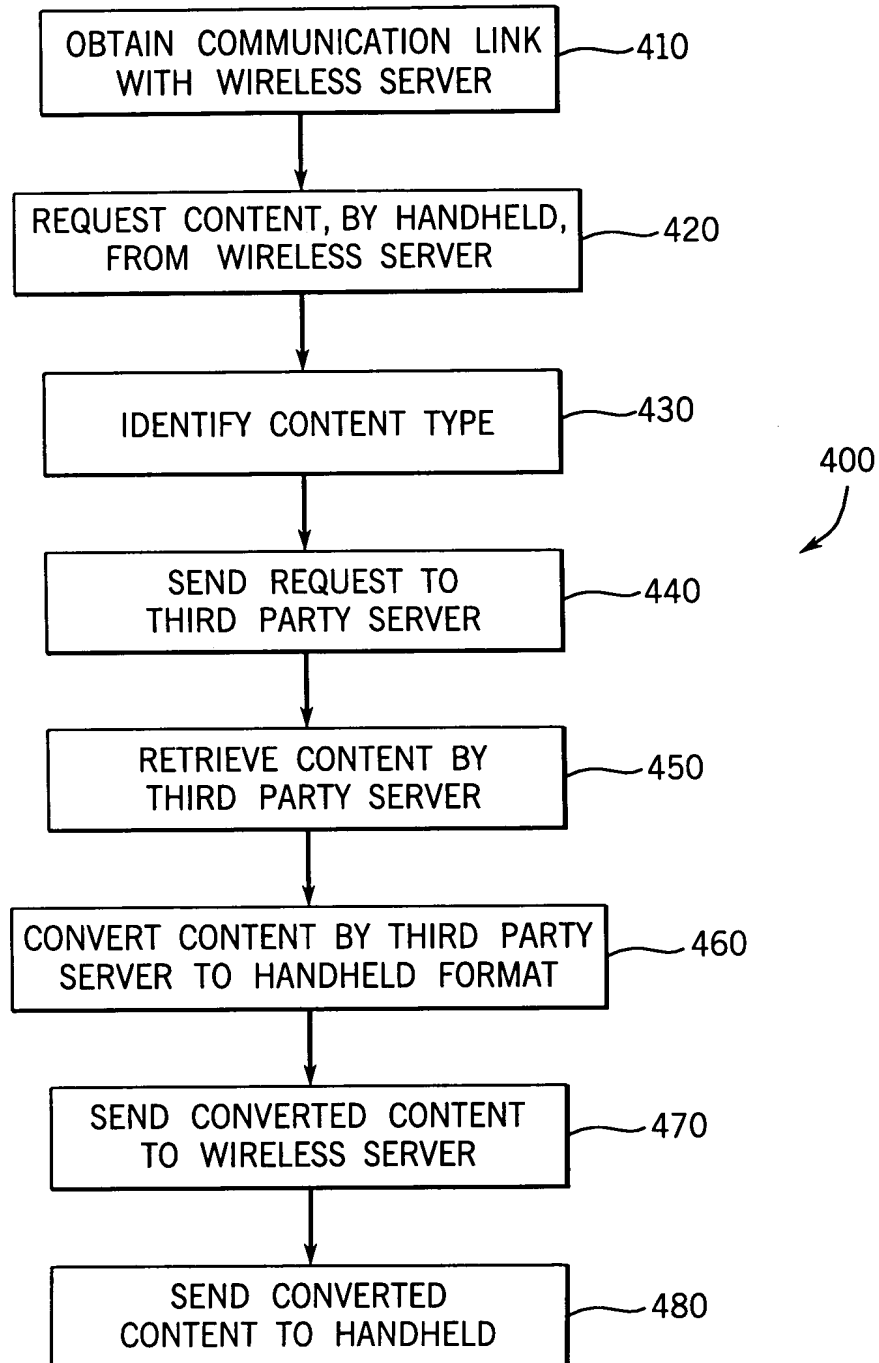 OBTAIN COMMUNICATION LINK
WITH WIRELESS SERVER
410
REQUEST CONTENT, BY HANDHELD,
FROM WIRELESS SERVER
420
IDENTIFY CONTENT TYPE
430
400
SEND REQUEST TO
THIRD PARTY SERVER
440
RETRIEVE CONTENT BY
THIRD PARTY SERVER
450
CONVERT CONTENT BY THIRD PARTY
SERVER TO HANDHELD FORMAT
460
SEND CONVERTED CONTENT
TO WIRELESS SERVER
470
SEND CONVERTED
CONTENT TO HANDHELD
480